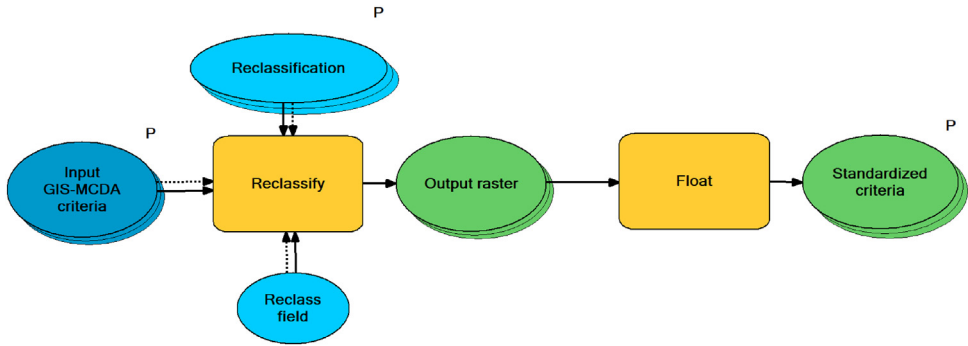 P
Reclassification
P
Input
GIS-MCDA
criteria
Reclassify
Output raster
Float
P
Standardized
criteria
Reclass
field